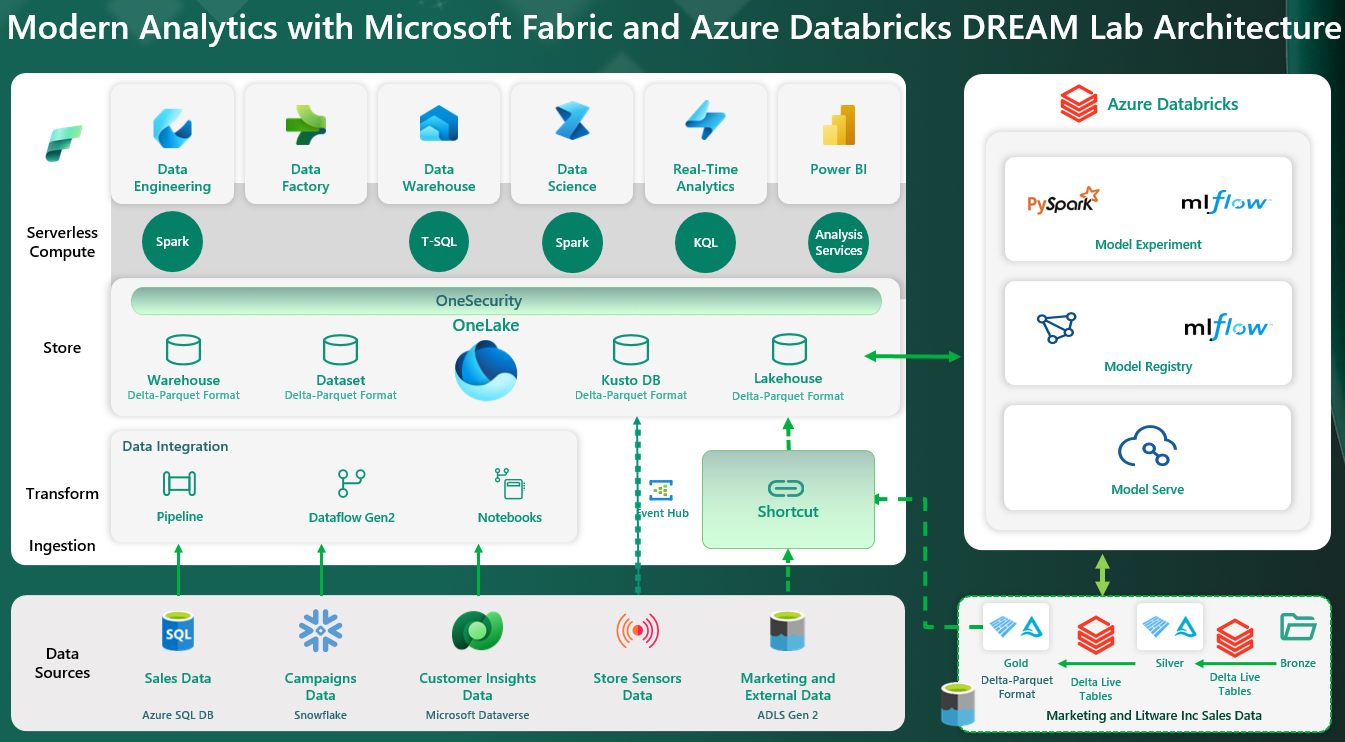 Modern Analytics with Microsoft Fabric and Azure Databricks DREAM Lab Architecture
Data
Engineering
Data
Factory
Data
Warehouse
Data
Science
Real-Time
Analytics
Power BI
Serverless
Compute
Spark
T-SQL
Spark
KQL
Analysis
Services
OneSecurity
OneLake
Store
Warehouse
Delta-Parquet Format
Dataset
Delta-Parquet Format
Kusto DB
Delta-Parquet Format
Lakehouse
Delta-Parquet Format
Data Integration
Transform
Ingestion
Pipeline
Dataflow Gen2
Notebooks
Event Hub
Shortcut
Data
Sources
SQL
Sales Data
Azure SQL DB
Campaigns
Data
Snowflake
Customer Insights
Data
Microsoft Dataverse
Store Sensors
Data
Marketing and
External Data
ADLS Gen 2
Azure Databricks
PySpark
mlflow
Model Experiment
mlflow
Model Registry
Model Serve
Gold
Delta-Parquet
Format
Delta Live
Tables
Silver
Delta Live
Tables
Bronze
Marketing and Litware Inc Sales Data